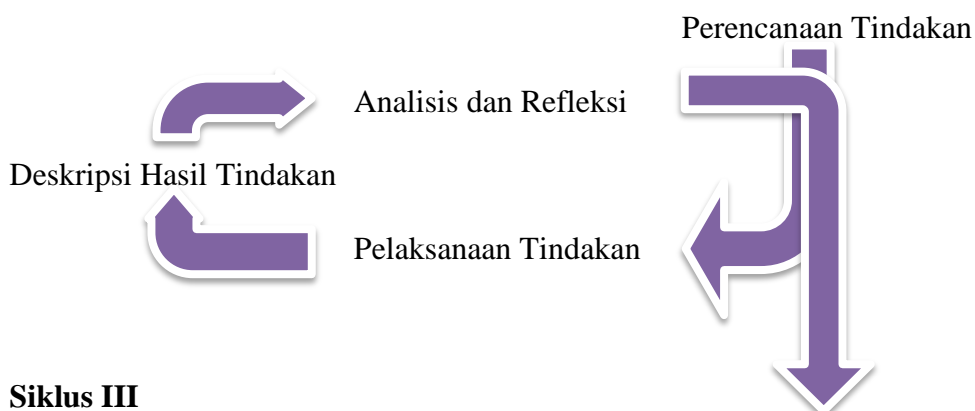 Perencanaan Tindakan
Analisis dan Refleksi
Deskripsi Hasil Tindakan
Pelaksanaan Tindakan
Siklus III